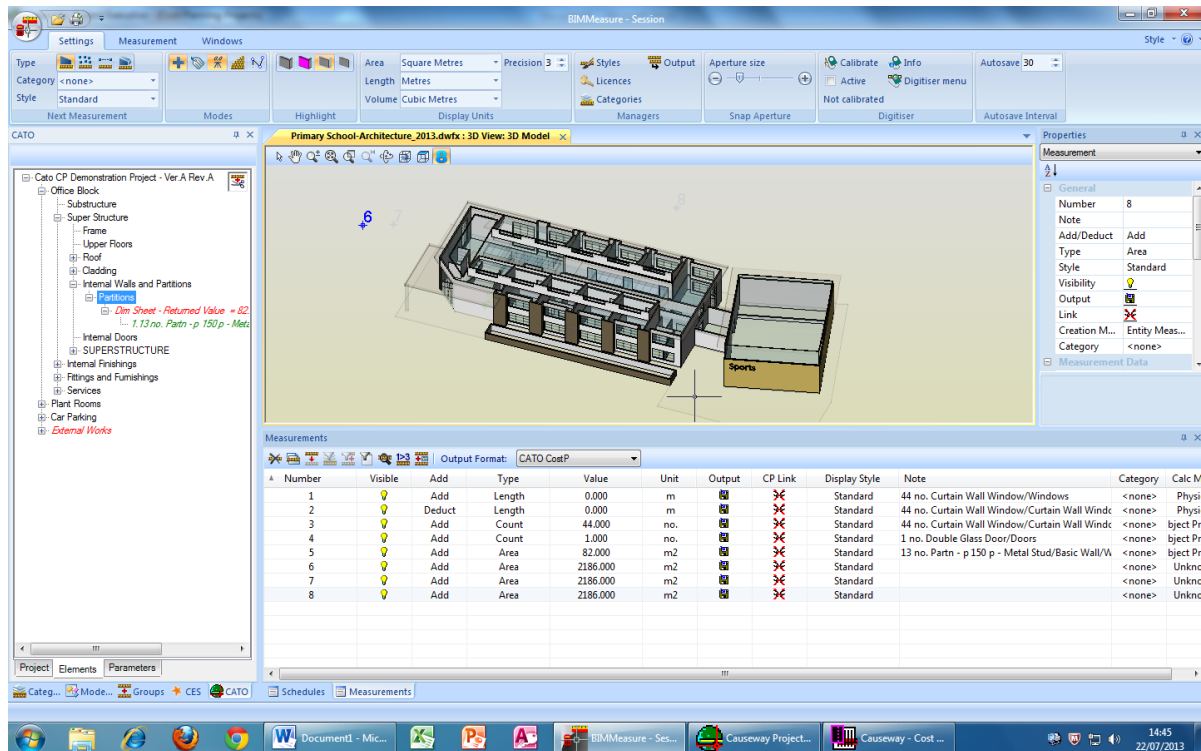 BIMMeasure - Session
Settings Measurement Windows Style
Type Area Square Metres Precision 3 Styles Output Aperture size Calibrate Info Autosave 30
Category <none> Length Metres Licences Active Digitiser menu
Style Standard Volume Cubic Metres Categories Not calibrated
Next Measurement Modes Highlight Display Units Managers Snap Aperture Digitiser Autosave Interval
CATO
Primary School-Architecture_2013.dwfx : 3D View: 3D Model
Properties
Measurement
Cato CP Demonstration Project - Ver.A Rev.A
Office Block
Substructure
Super Structure
Frame
Upper Floors
Roof
Cladding
Internal Walls and Partitions
Partitions
Dim Sheet - Returned Value = 82
1.13 no. Partn - p 150 p - Meta
Internal Doors
SUPERSTRUCTURE
Internal Finishings
Fittings and Furnishings
Services
Plant Rooms
Car Parking
External Works
6
7
8
Sports
General
Number 8
Note
Add/Deduct Add
Type Area
Style Standard
Visibility
Output
Link
Creation M... Entity Meas...
Category <none>
Measurement Data
Measurements
1>3 Output Format: CATO CostP
Number Visible Add Type Value Unit Output CP Link Display Style Note Category Calc M
1 Add Length 0.000 m Standard 44 no. Curtain Wall Window/Windows <none> Physi
2 Deduct Length 0.000 m Standard 44 no. Curtain Wall Window/Curtain Wall Windc <none> Physi
3 Add Count 44.000 no. Standard 44 no. Curtain Wall Window/Curtain Wall Windc <none> bject Pr
4 Add Count 1.000 no. Standard 1 no. Double Glass Door/Doors <none> bject Pr
5 Add Area 82.000 m2 Standard 13 no. Partn - p 150 p - Metal Stud/Basic Wall/W <none> bject Pr
6 Add Area 2186.000 m2 Standard <none> Unknc
7 Add Area 2186.000 m2 Standard <none> Unknc
8 Add Area 2186.000 m2 Standard <none> Unknc
Project Elements Parameters
Categ... Mode... Groups CES CATO Schedules Measurements
Document1 - Mic... BIMMeasure - Ses... Causeway Project... Causeway - Cost ... 14:45
22/07/2013